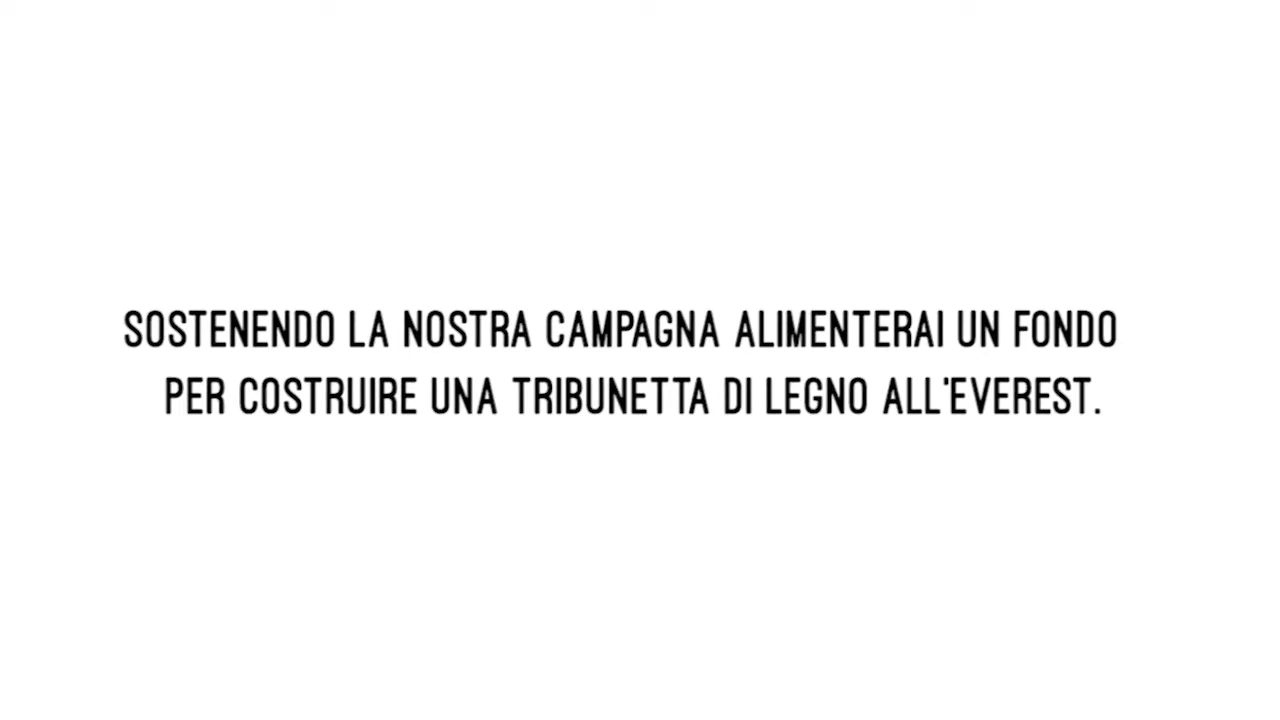 SOSTENENDO LA NOSTRA CAMPAGNA ALIMENTERAI UN FONDO
PER COSTRUIRE UNA TRIBUNETTA DI LEGNO ALL'EVEREST.